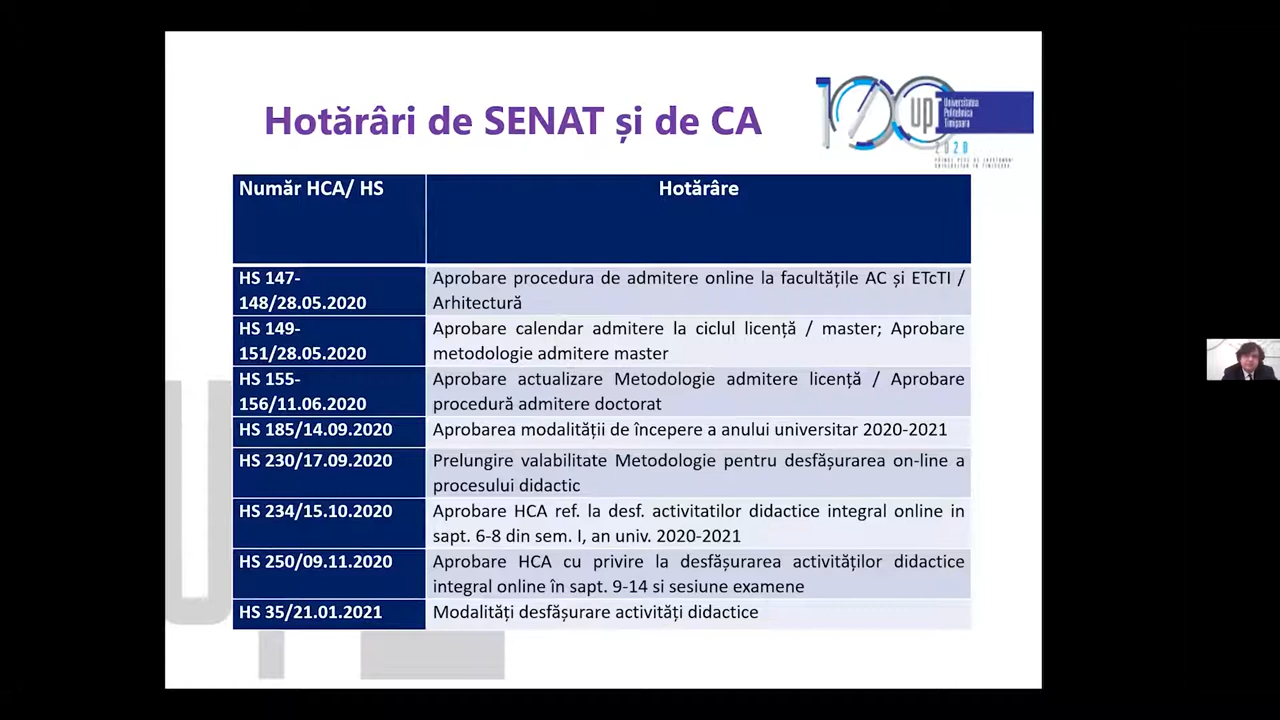 Hotărâri de SENAT și de CA
100
upt
Universitatea
Politehnica
Timișoara
2020
Număr HCA/ HS
Hotărâre
HS 147-
148/28.05.2020
Aprobare procedura de admitere online la facultățile AC și ETcTI /
Arhitectură
HS 149-
151/28.05.2020
Aprobare calendar admitere la ciclul licență / master; Aprobare
metodologie admitere master
HS 155-
156/11.06.2020
Aprobare actualizare Metodologie admitere licență / Aprobare
procedură admitere doctorat
HS 185/14.09.2020
Aprobarea modalității de începere a anului universitar 2020-2021
HS 230/17.09.2020
Prelungire valabilitate Metodologie pentru desfășurarea on-line a
procesului didactic
HS 234/15.10.2020
Aprobare HCA ref. la desf. activitatilor didactice integral online in
sapt. 6-8 din sem. I, an univ. 2020-2021
HS 250/09.11.2020
Aprobare HCA cu privire la desfășurarea activităților didactice
integral online în sapt. 9-14 si sesiune examene
HS 35/21.01.2021
Modalități desfășurare activități didactice